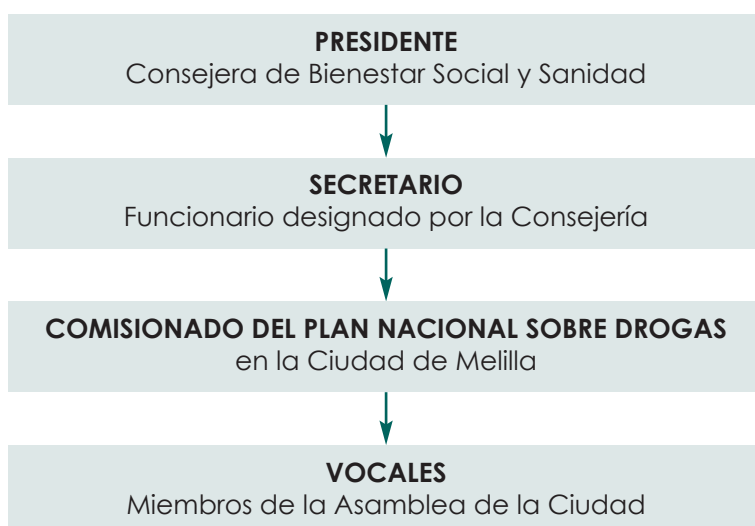 PRESIDENTE
Consejera de Bienestar Social y Sanidad
SECRETARIO
Funcionario designado por la Consejería
COMISIONADO DEL PLAN NACIONAL SOBRE DROGAS
en la Ciudad de Melilla
VOCALES
Miembros de la Asamblea de la Ciudad